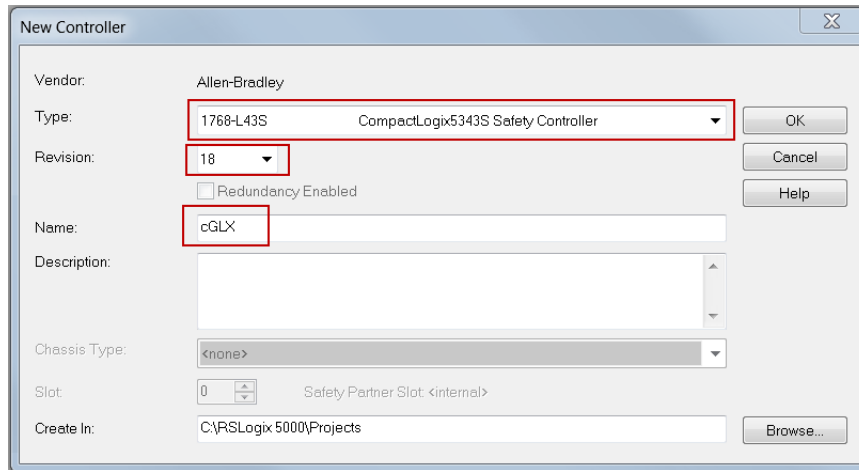 New Controller
Vendor: Allen-Bradley
Type: 1768-L43S CompactLogix5343S Safety Controller OK
Revision: 18 Cancel
Redundancy Enabled Help
Name: cGLX
Description:
Chassis Type: <none>
Slot: 0 Safety Partner Slot: <internal>
Create In: C:\RSLogix 5000\Projects Browse...